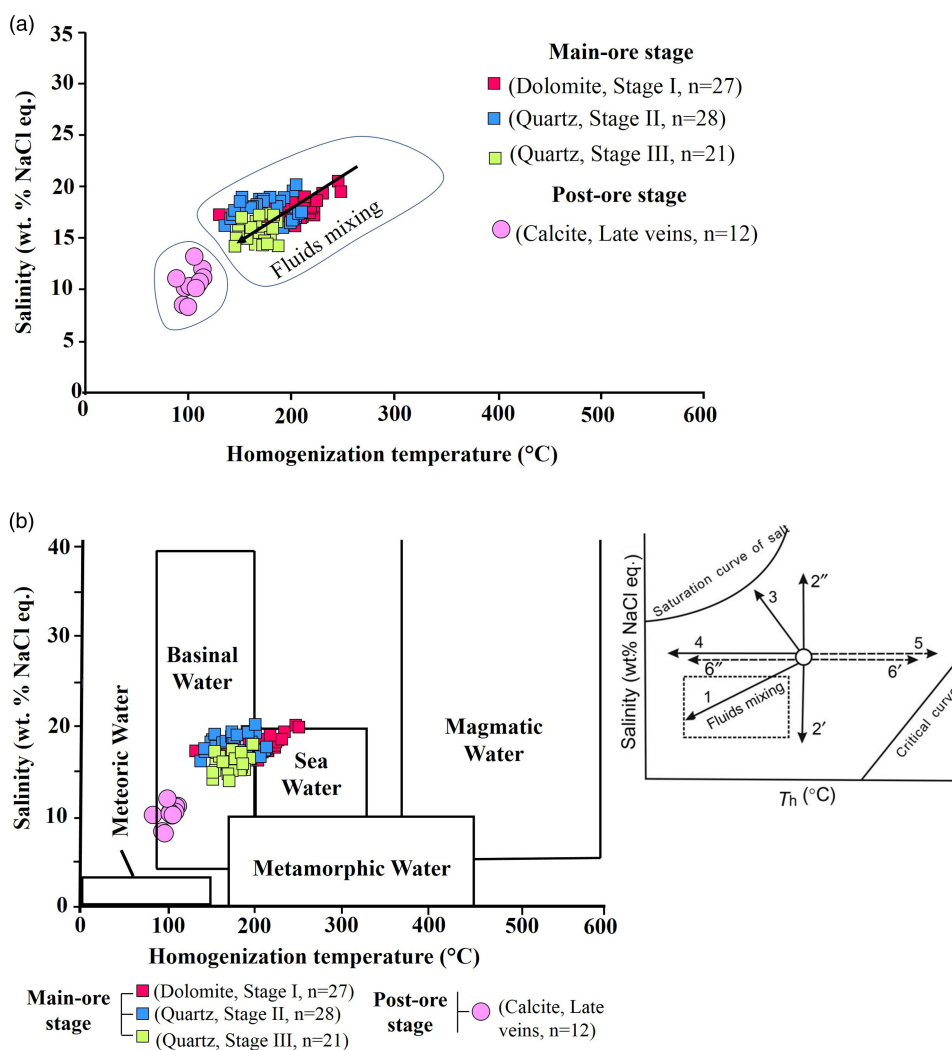 (a)
35
30
25
20
15
10
5
0
Salinity (wt. % NaCl eq.)
0
100
200
300
400
500
600
Homogenization temperature (°C)
Fluids mixing
Main-ore stage
(Dolomite, Stage I, n=27)
(Quartz, Stage II, n=28)
(Quartz, Stage III, n=21)
Post-ore stage
(Calcite, Late veins, n=12)
(b)
40
30
20
10
0
Salinity (wt. % NaCl eq.)
0
100
200
300
400
500
600
Homogenization temperature (°C)
Meteoric Water
Basinal
Water
Sea
Water
Magmatic
Water
Metamorphic Water
Salinity (wt% NaCl eq.)
Saturation curve of salt
2″
3
4
5
6″
6′
1
Fluids mixing
2′
Critical curve
Th (°C)
Main-ore
stage
(Dolomite, Stage I, n=27)
(Quartz, Stage II, n=28)
(Quartz, Stage III, n=21)
Post-ore
stage
(Calcite, Late
veins, n=12)